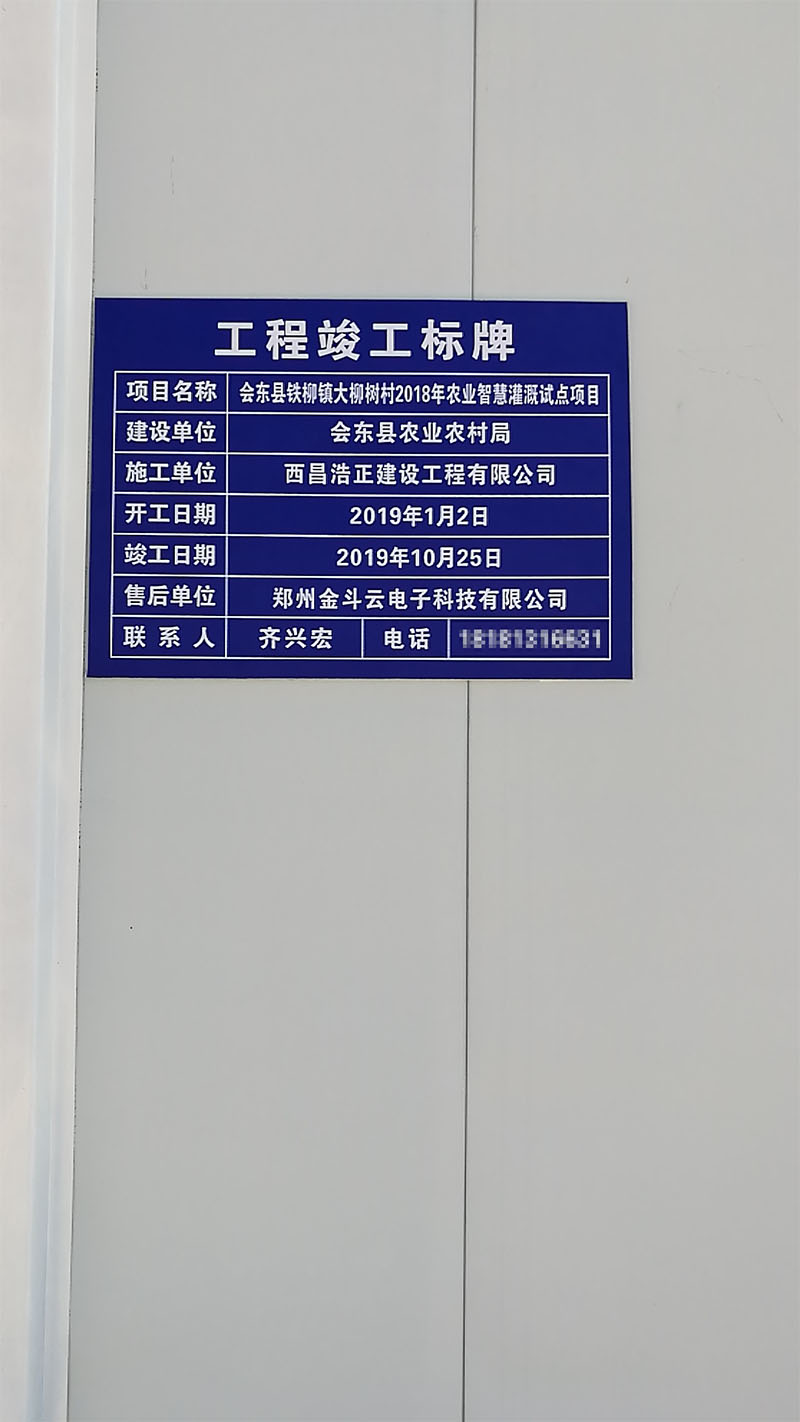 工程竣工标牌
项目名称 会东县铁柳镇大柳树村2018年农业智慧灌溉试点项目
建设单位 会东县农业农村局
施工单位 西昌浩正建设工程有限公司
开工日期 2019年1月2日
竣工日期 2019年10月25日
售后单位 郑州金斗云电子科技有限公司
联系人 齐兴宏 电话